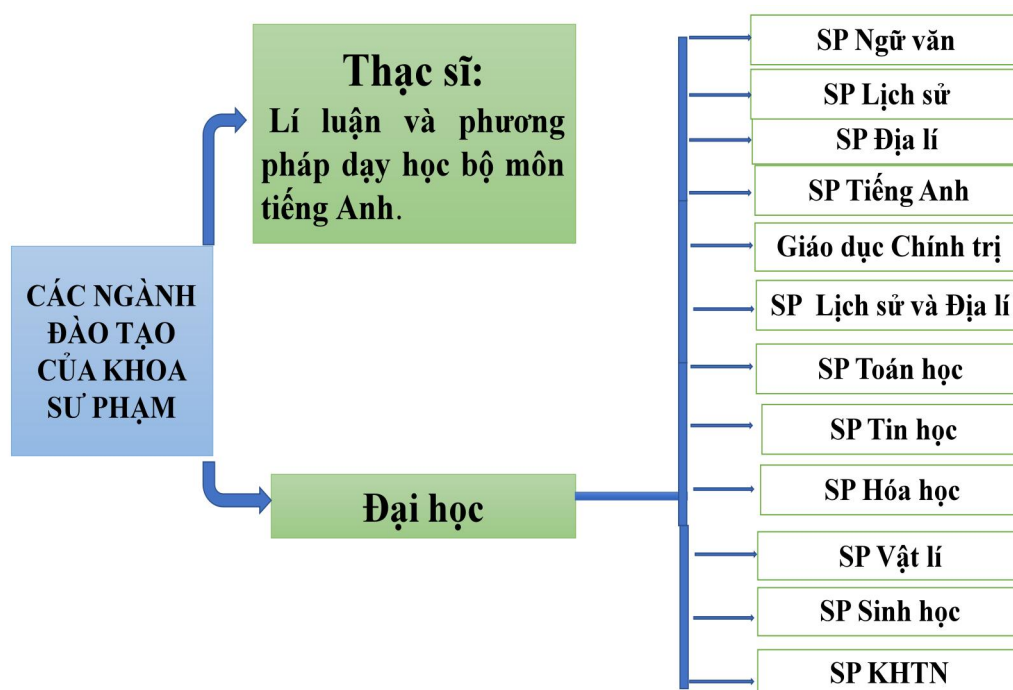 CÁC NGÀNH
ĐÀO TẠO
CỦA KHOA
SƯ PHẠM
Thạc sĩ:
Lí luận và phương
pháp dạy học bộ môn
tiếng Anh.
Đại học
SP Ngữ văn
SP Lịch sử
SP Địa lí
SP Tiếng Anh
Giáo dục Chính trị
SP Lịch sử và Địa lí
SP Toán học
SP Tin học
SP Hóa học
SP Vật lí
SP Sinh học
SP KHTN